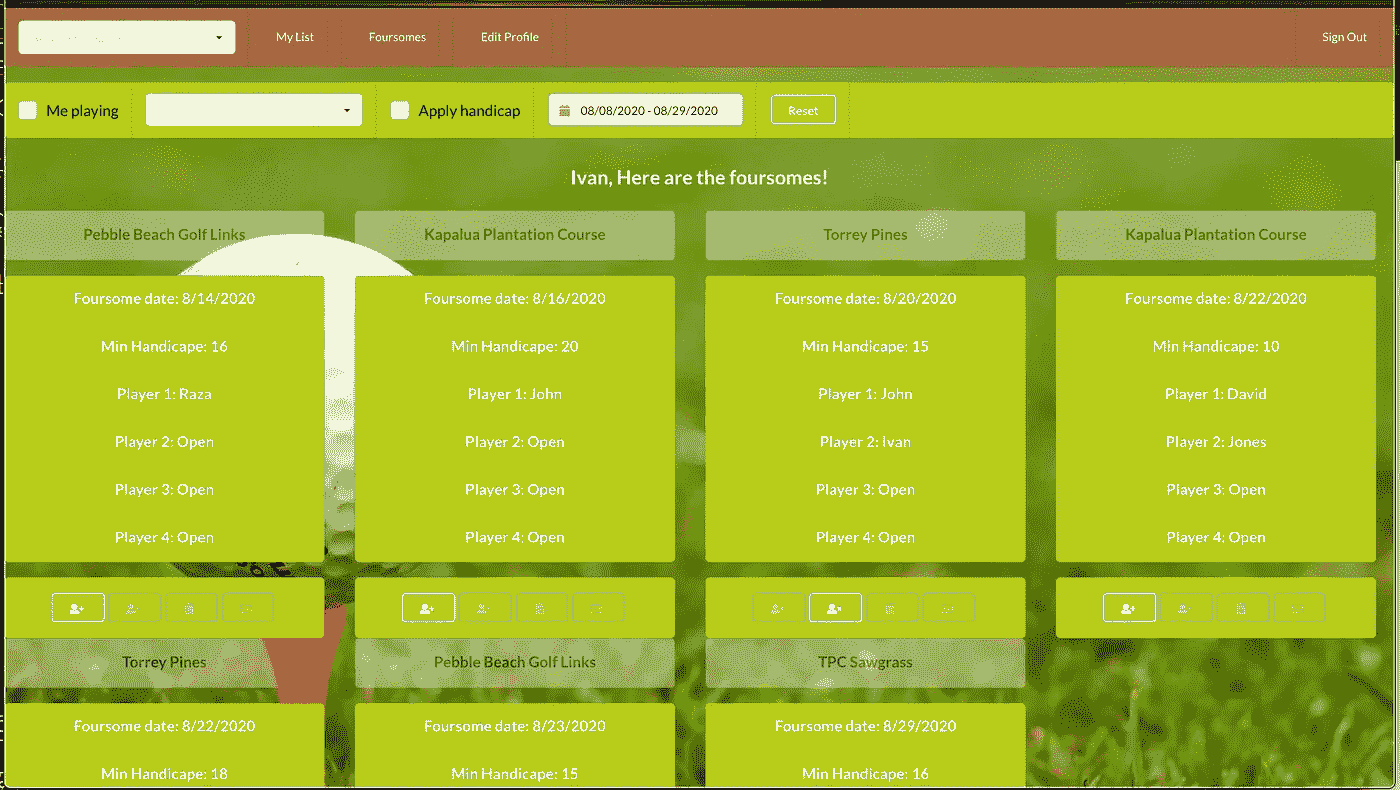 My List Foursomes Edit Profile Sign Out
Me playing Apply handicap 08/08/2020 - 08/29/2020 Reset
Ivan, Here are the foursomes!
Pebble Beach Golf Links
Foursome date: 8/14/2020
Min Handicape: 16
Player 1: Raza
Player 2: Open
Player 3: Open
Player 4: Open
Kapalua Plantation Course
Foursome date: 8/16/2020
Min Handicape: 20
Player 1: John
Player 2: Open
Player 3: Open
Player 4: Open
Torrey Pines
Foursome date: 8/20/2020
Min Handicape: 15
Player 1: John
Player 2: Ivan
Player 3: Open
Player 4: Open
Kapalua Plantation Course
Foursome date: 8/22/2020
Min Handicape: 10
Player 1: David
Player 2: Jones
Player 3: Open
Player 4: Open
Torrey Pines
Foursome date: 8/22/2020
Min Handicape: 18
Pebble Beach Golf Links
Foursome date: 8/23/2020
Min Handicape: 15
TPC Sawgrass
Foursome date: 8/29/2020
Min Handicape: 16